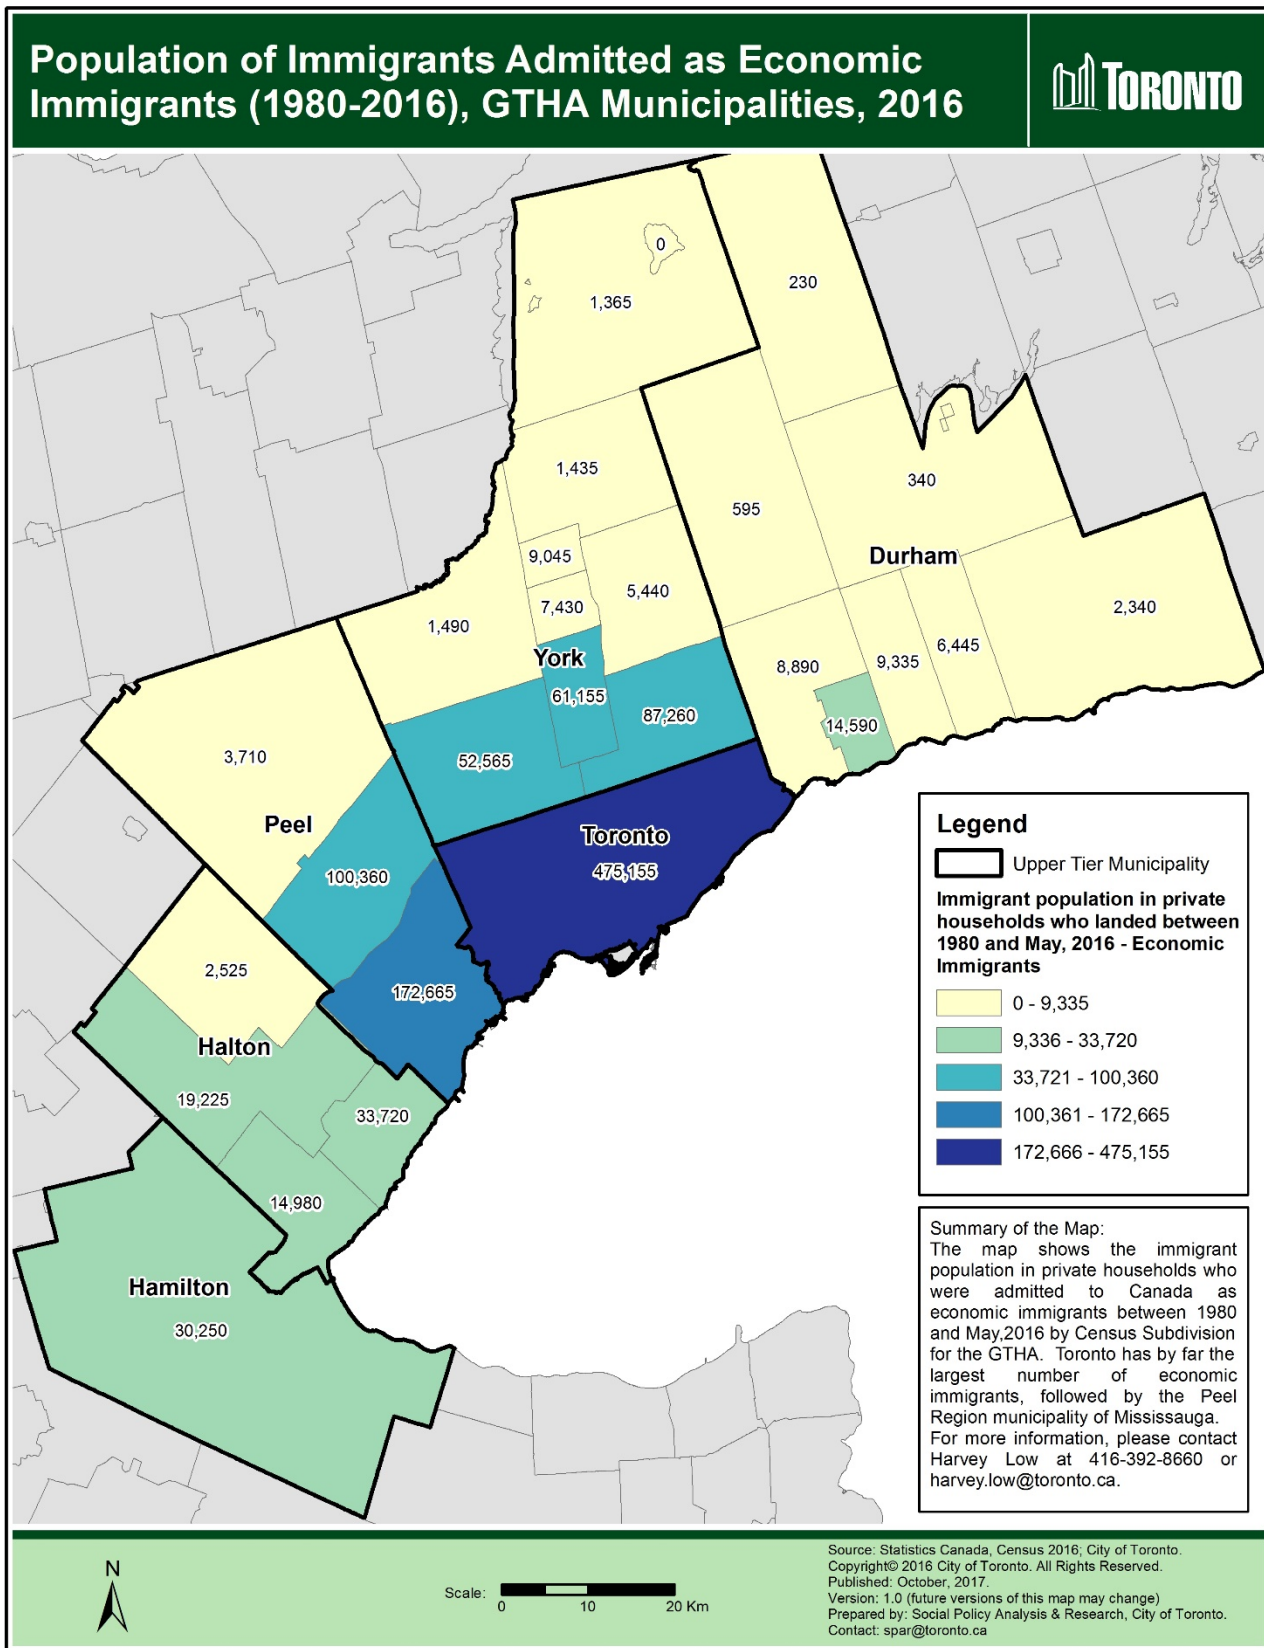 Population of Immigrants Admitted as Economic
Immigrants (1980-2016), GTHA Municipalities, 2016
TORONTO
0
230
1,365
1,435
340
595
Durham
9,045
5,440
7,430
2,340
1,490
6,445
York
8,890
9,335
61,155
87,260
14,590
3,710
52,565
Peel
Toronto
475,155
100,360
2,525
172,665
Halton
19,225
33,720
14,980
Hamilton
30,250
Legend
Upper Tier Municipality
Immigrant population in private
households who landed between
1980 and May, 2016 - Economic
Immigrants
0 - 9,335
9,336 - 33,720
33,721 - 100,360
100,361 - 172,665
172,666 - 475,155
Summary of the Map:
The map shows the immigrant
population in private households who
were admitted to Canada as
economic immigrants between 1980
and May,2016 by Census Subdivision
for the GTHA. Toronto has by far the
largest number of economic
immigrants, followed by the Peel
Region municipality of Mississauga.
For more information, please contact
Harvey Low at 416-392-8660 or
harvey.low@toronto.ca.
N
Scale:
0 10 20 Km
Source: Statistics Canada, Census 2016; City of Toronto.
Copyright© 2016 City of Toronto. All Rights Reserved.
Published: October, 2017.
Version: 1.0 (future versions of this map may change)
Prepared by: Social Policy Analysis & Research, City of Toronto.
Contact: spar@toronto.ca